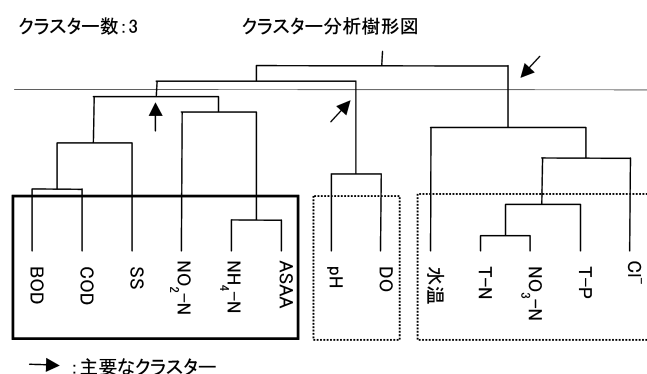 クラスター数:3
クラスター分析樹形図
BOD
COD
SS
NO₂-N
NH₄-N
ASAA
pH
DO
水温
T-N
NO₃-N
T-P
Cl⁻
:主要なクラスター